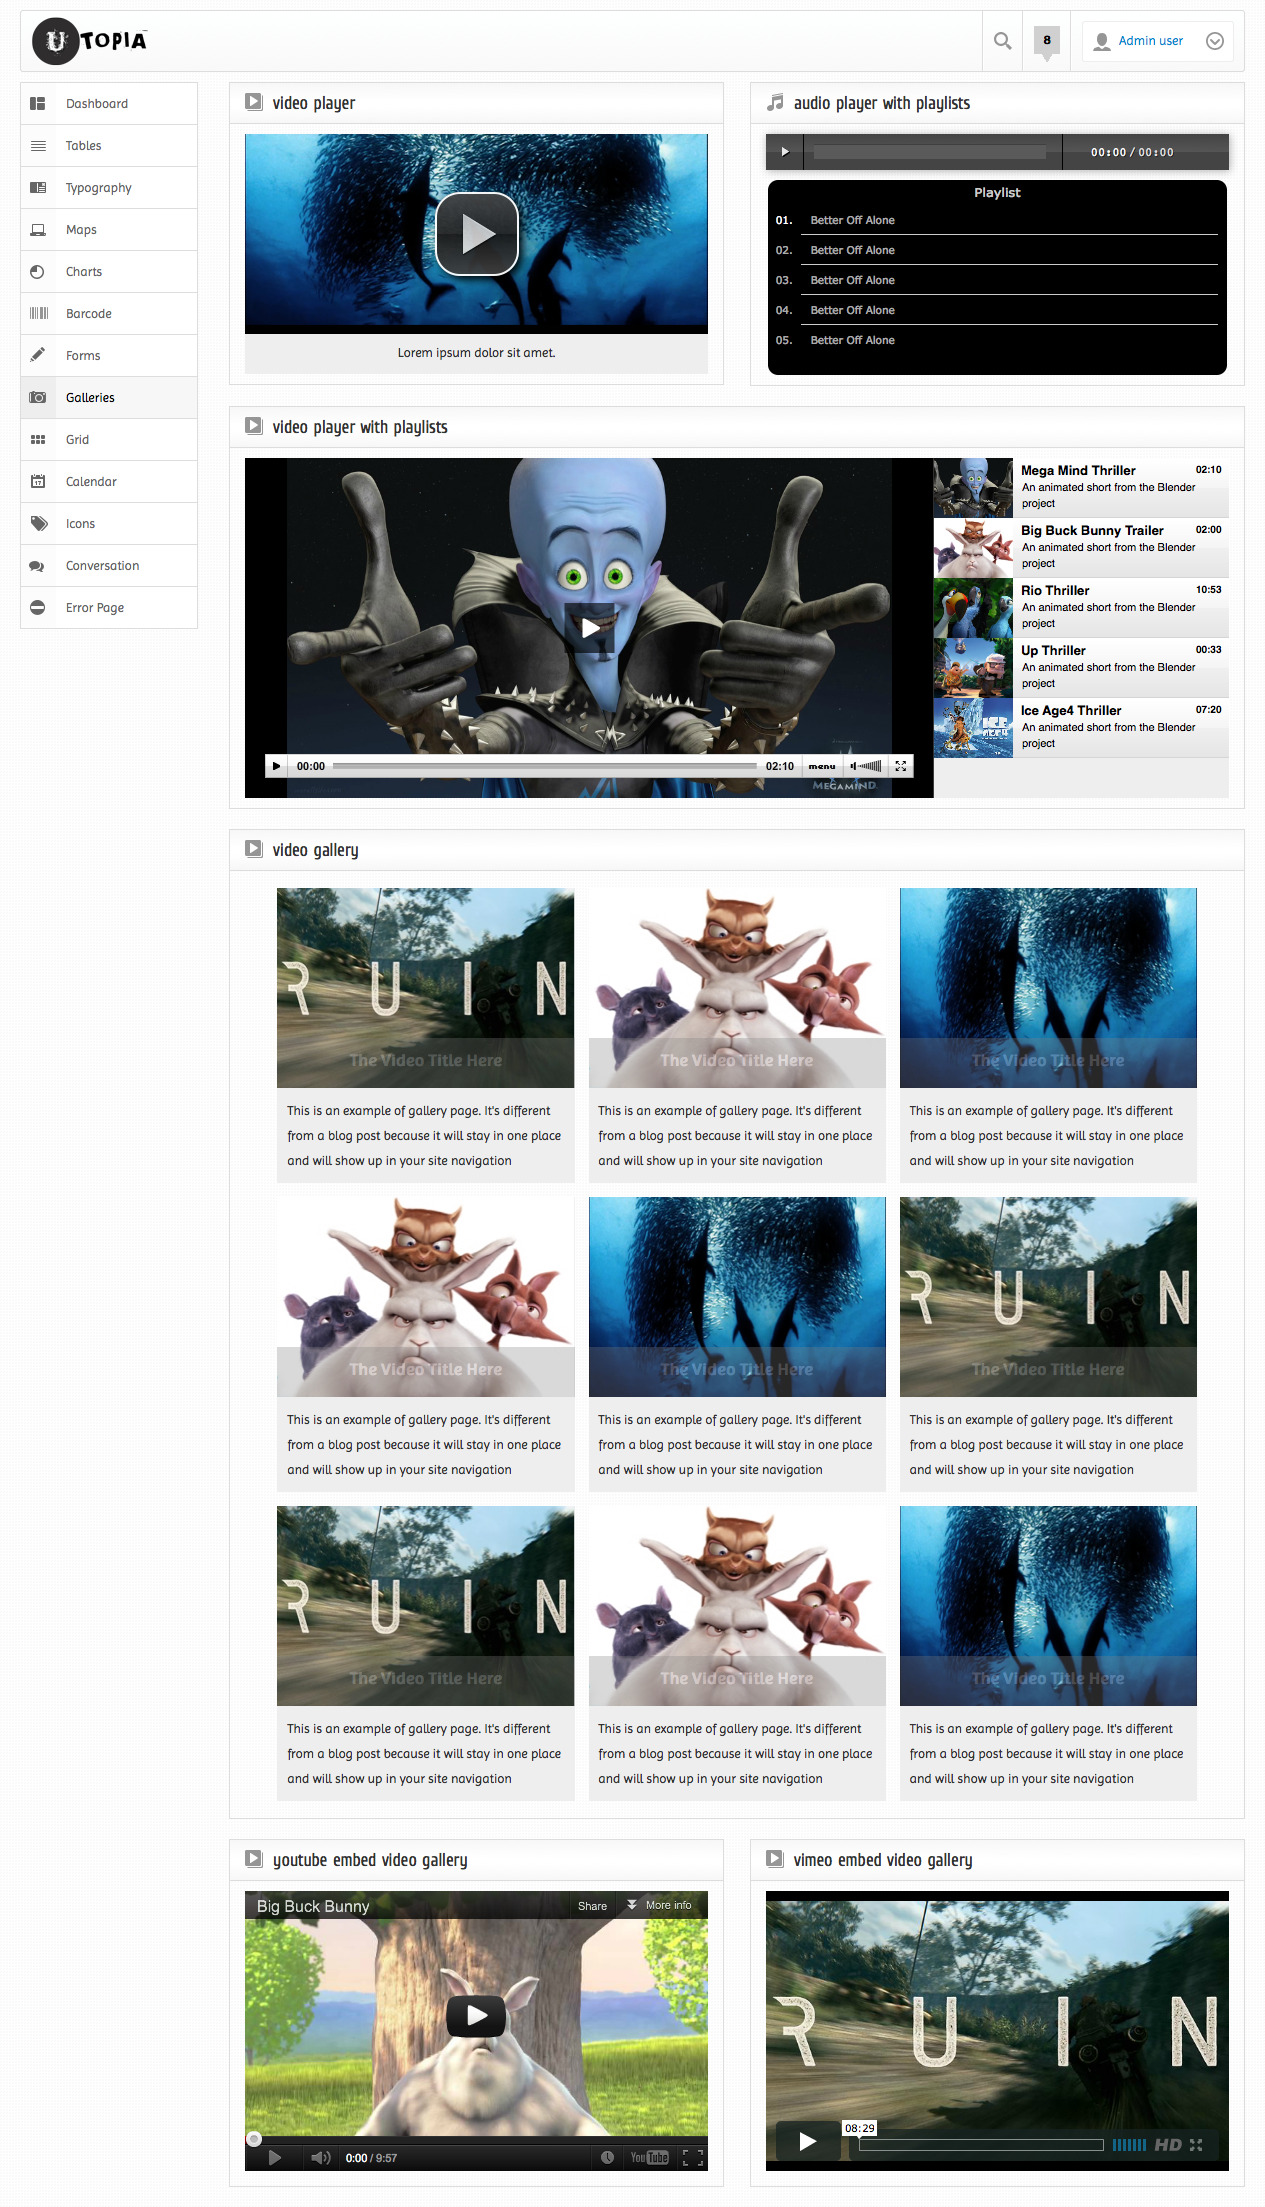 UTOPIA
8
Admin user
Dashboard
Tables
Typography
Maps
Charts
Barcode
Forms
Galleries
Grid
17
Calendar
Icons
Conversation
Error Page
video player
Lorem ipsum dolor sit amet.
audio player with playlists
00:00 / 00:00
Playlist
01. Better Off Alone
02. Better Off Alone
03. Better Off Alone
04. Better Off Alone
05. Better Off Alone
video player with playlists
00:00 02:10 menu
MEGAMIND
Mega Mind Thriller 02:10
An animated short from the Blender
project
Big Buck Bunny Trailer 02:00
An animated short from the Blender
project
Rio Thriller 10:53
An animated short from the Blender
project
Up Thriller 00:33
An animated short from the Blender
project
ICE AGE4
Ice Age4 Thriller 07:20
An animated short from the Blender
project
video gallery
RUIN
The Video Title Here
This is an example of gallery page. It's different
from a blog post because it will stay in one place
and will show up in your site navigation
The Video Title Here
This is an example of gallery page. It's different
from a blog post because it will stay in one place
and will show up in your site navigation
The Video Title Here
This is an example of gallery page. It's different
from a blog post because it will stay in one place
and will show up in your site navigation
The Video Title Here
This is an example of gallery page. It's different
from a blog post because it will stay in one place
and will show up in your site navigation
The Video Title Here
This is an example of gallery page. It's different
from a blog post because it will stay in one place
and will show up in your site navigation
RUIN
The Video Title Here
This is an example of gallery page. It's different
from a blog post because it will stay in one place
and will show up in your site navigation
RUIN
The Video Title Here
This is an example of gallery page. It's different
from a blog post because it will stay in one place
and will show up in your site navigation
The Video Title Here
This is an example of gallery page. It's different
from a blog post because it will stay in one place
and will show up in your site navigation
The Video Title Here
This is an example of gallery page. It's different
from a blog post because it will stay in one place
and will show up in your site navigation
youtube embed video gallery
Big Buck Bunny Share More info
0:00 / 9:57 YouTube
vimeo embed video gallery
RUIN
08:29
HD